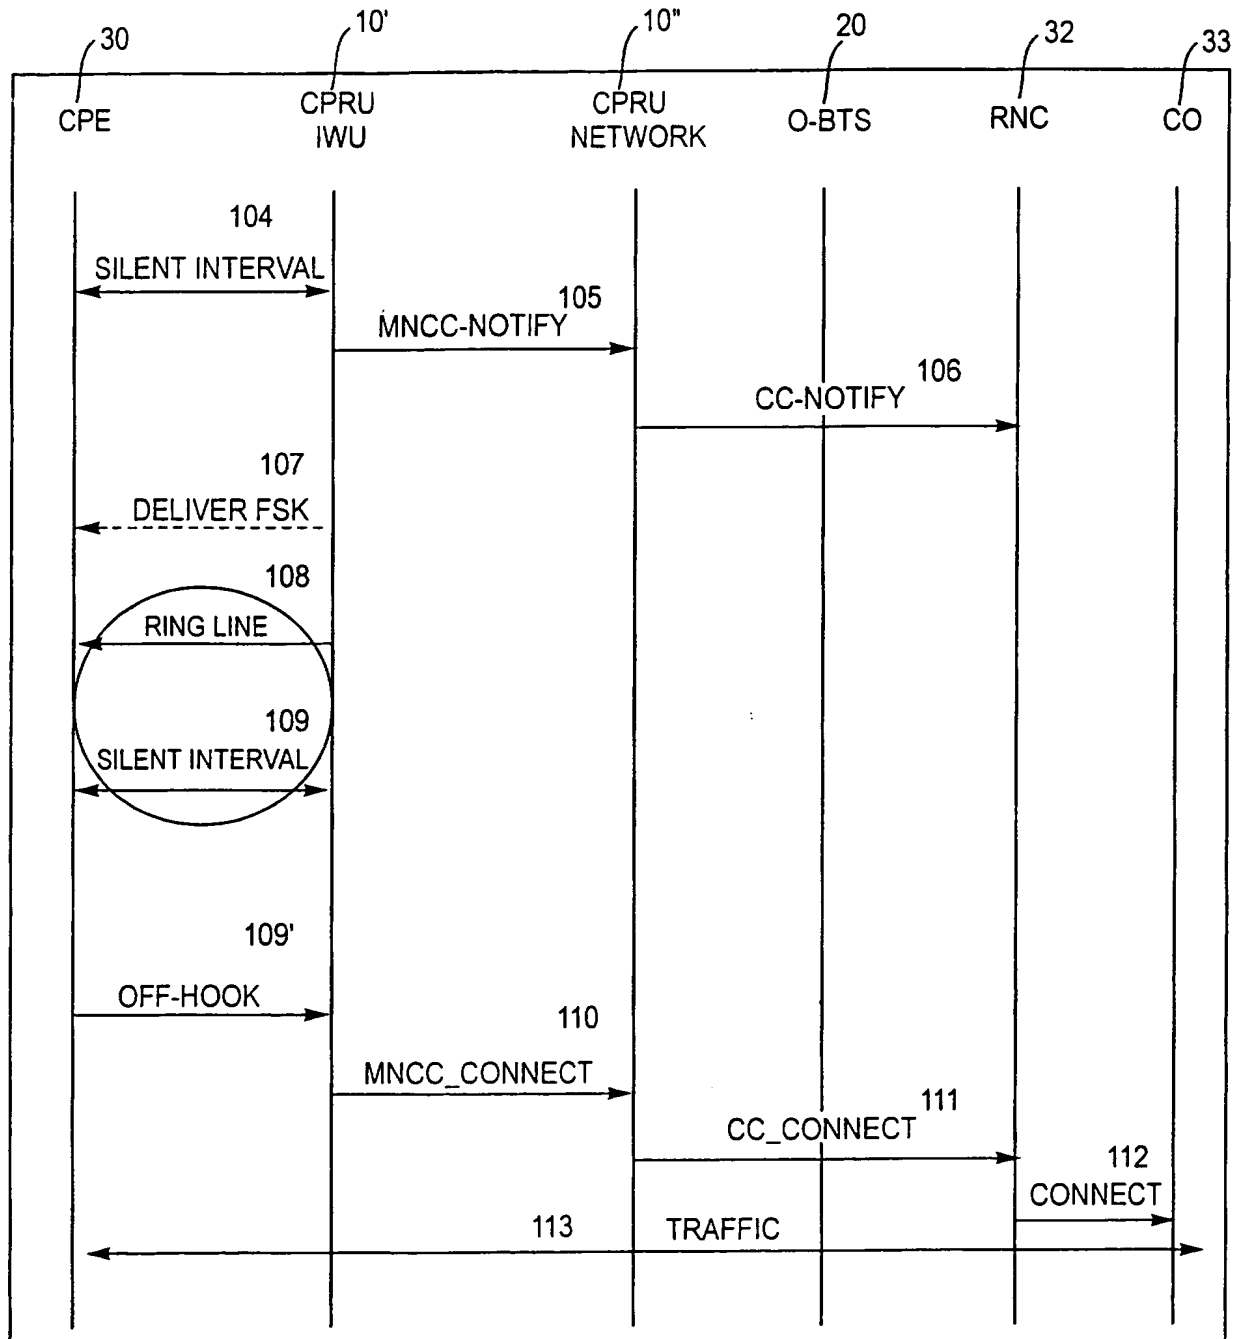 30
10'
10"
20
32
33
CPE
CPRU
IWU
CPRU
NETWORK
O-BTS
RNC
CO
104
SILENT INTERVAL
105
MNCC-NOTIFY
106
CC-NOTIFY
107
DELIVER FSK
108
RING LINE
109
SILENT INTERVAL
109'
OFF-HOOK
110
MNCC_CONNECT
111
CC_CONNECT
112
CONNECT
113
TRAFFIC